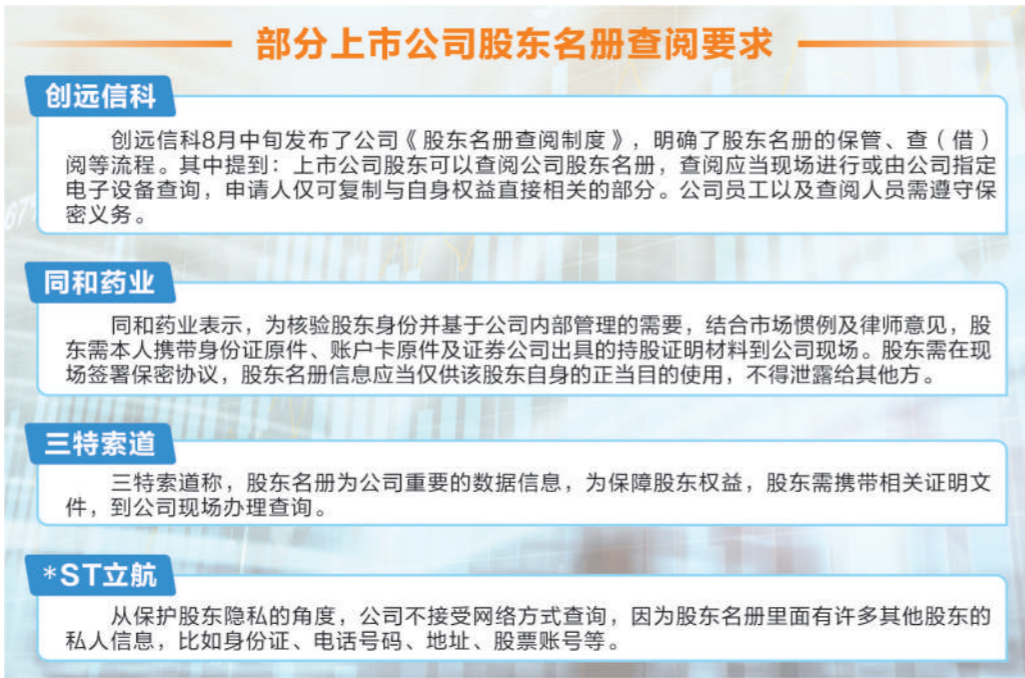 部分上市公司股东名册查阅要求
创远信科
创远信科8月中旬发布了公司《股东名册查阅制度》，明确了股东名册的保管、查（借）
阅等流程。其中提到：上市公司股东可以查阅公司股东名册，查阅应当现场进行或由公司指定
电子设备查询，申请人仅可复制与自身权益直接相关的部分。公司员工以及查阅人员需遵守保
密义务。
同和药业
同和药业表示，为核验股东身份并基于公司内部管理的需要，结合市场惯例及律师意见，股
东需本人携带身份证原件、账户卡原件及证券公司出具的持股证明材料到公司现场。股东需在现
场签署保密协议，股东名册信息应当仅供该股东自身的正当目的使用，不得泄露给其他方。
三特索道
三特索道称，股东名册为公司重要的数据信息，为保障股东权益，股东需携带相关证明文
件，到公司现场办理查询。
*ST立航
从保护股东隐私的角度，公司不接受网络方式查询，因为股东名册里面有许多其他股东的
私人信息，比如身份证、电话号码、地址、股票账号等。